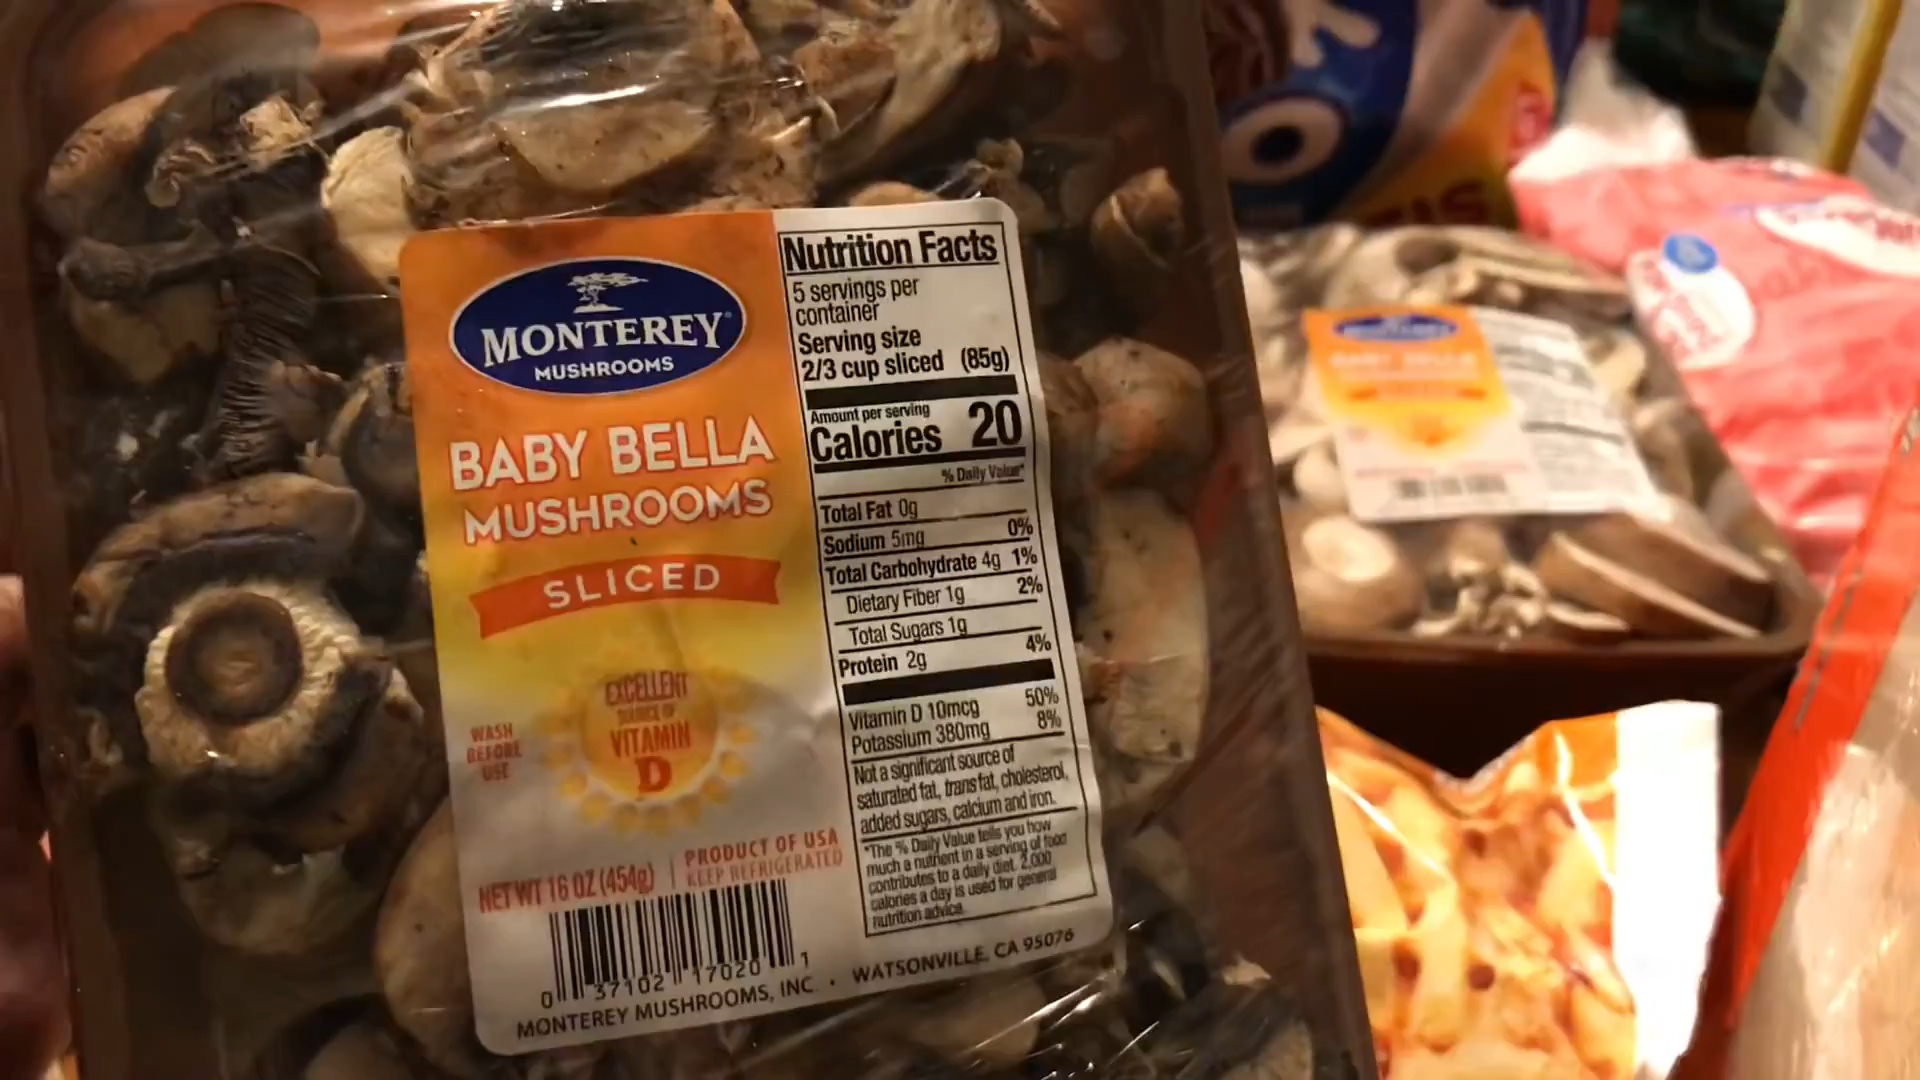 MONTEREY®
MUSHROOMS
BABY BELLA
MUSHROOMS
SLICED
EXCELLENT
SOURCE OF
VITAMIN
D
WASH
BEFORE
USE
NET WT 16 OZ (454g)
PRODUCT OF USA
KEEP REFRIGERATED
0 37102 17020 1
MONTEREY MUSHROOMS, INC. • WATSONVILLE, CA 95076
Nutrition Facts
5 servings per
container
Serving size
2/3 cup sliced (85g)
Amount per serving
Calories 20
% Daily Value*
Total Fat 0g 0%
Sodium 5mg 0%
Total Carbohydrate 4g 1%
Dietary Fiber 1g 2%
Total Sugars 1g
Protein 2g 4%
Vitamin D 10mcg 50%
Potassium 380mg 8%
Not a significant source of
saturated fat, trans fat, cholesterol,
added sugars, calcium and iron.
*The % Daily Value tells you how
much a nutrient in a serving of food
contributes to a daily diet. 2,000
calories a day is used for general
nutrition advice.